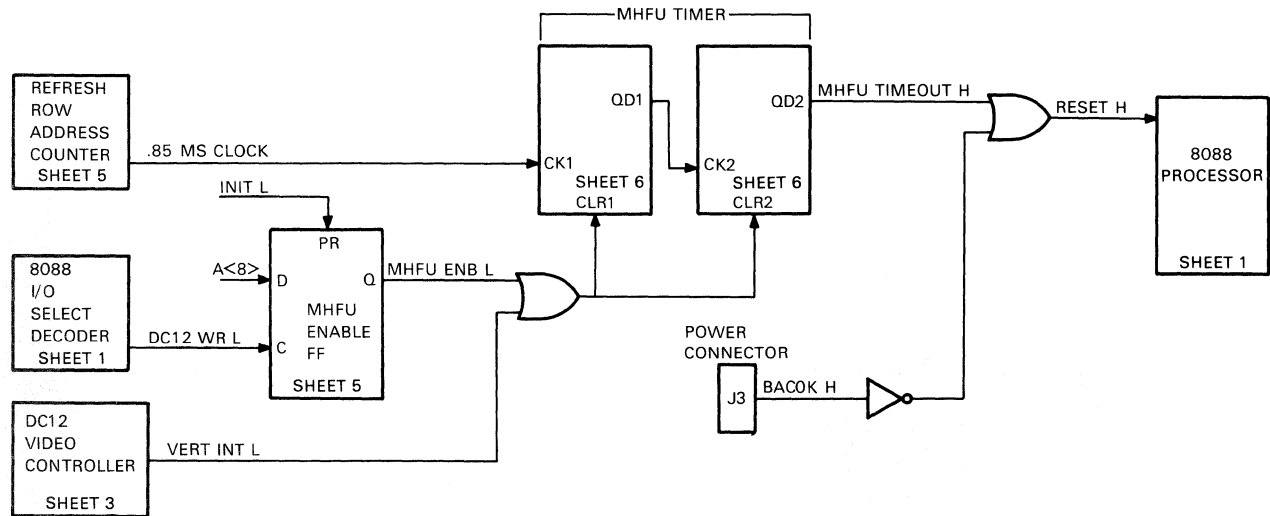 MHFU TIMER
REFRESH
ROW
ADDRESS
COUNTER
SHEET 5
.85 MS CLOCK
QD1
CK1
SHEET 6
CLR1
QD2
CK2
SHEET 6
CLR2
MHFU TIMEOUT H
RESET H
8088
PROCESSOR
SHEET 1
INIT L
PR
A<8>
D
Q
MHFU
ENABLE
FF
C
SHEET 5
MHFU ENB L
8088
I/O
SELECT
DECODER
SHEET 1
DC12 WR L
POWER
CONNECTOR
J3
BACOK H
DC12
VIDEO
CONTROLLER
SHEET 3
VERT INT L